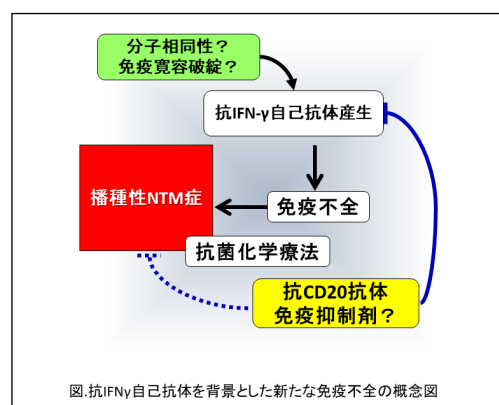 分子相同性？
免疫寛容破綻？
抗IFN-γ自己抗体産生
播種性NTM症
免疫不全
抗菌化学療法
抗CD20抗体
免疫抑制剤？
図.抗IFNγ自己抗体を背景とした新たな免疫不全の概念図